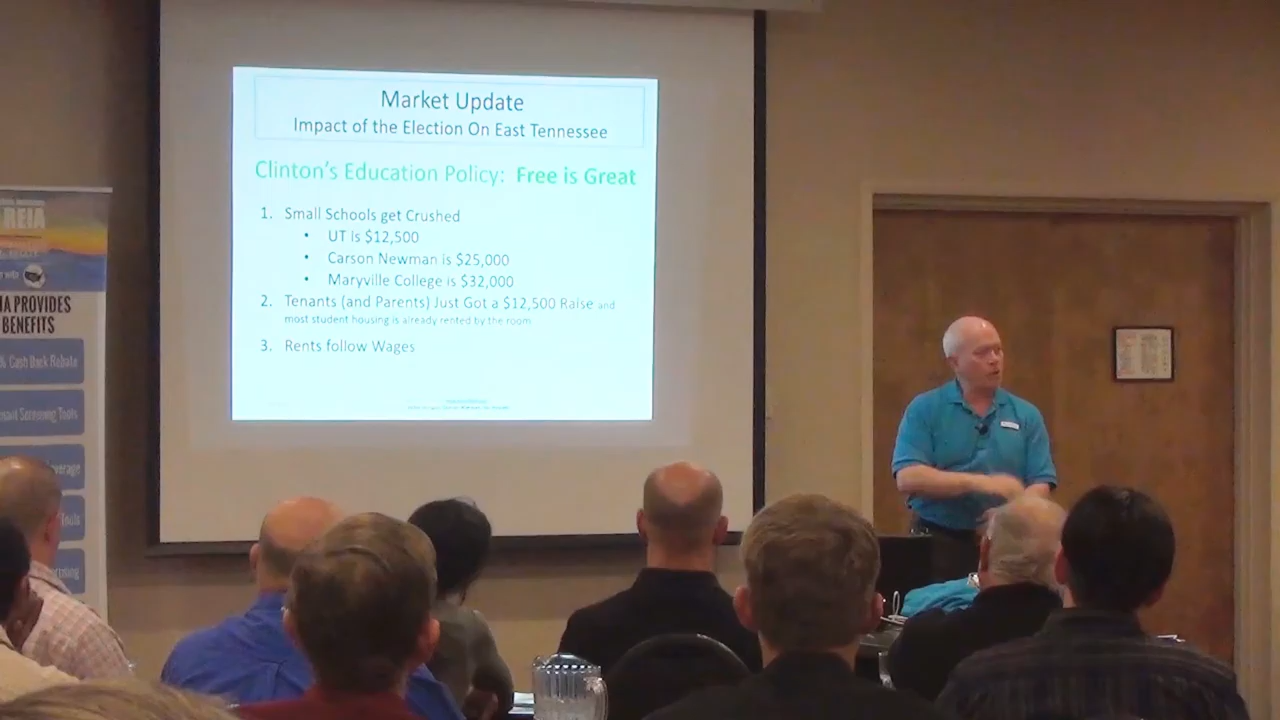 Market Update
Impact of the Election On East Tennessee
Clinton's Education Policy: Free is Great
1. Small Schools get Crushed
• UT is $12,500
• Carson Newman is $25,000
• Maryville College is $32,000
2. Tenants (and Parents) Just Got a $12,500 Raise and
most student housing is already rented by the room
3. Rents follow Wages
REIA
IA PROVIDES
BENEFITS
% Cash Back Rebate
Screening Tools
Tools